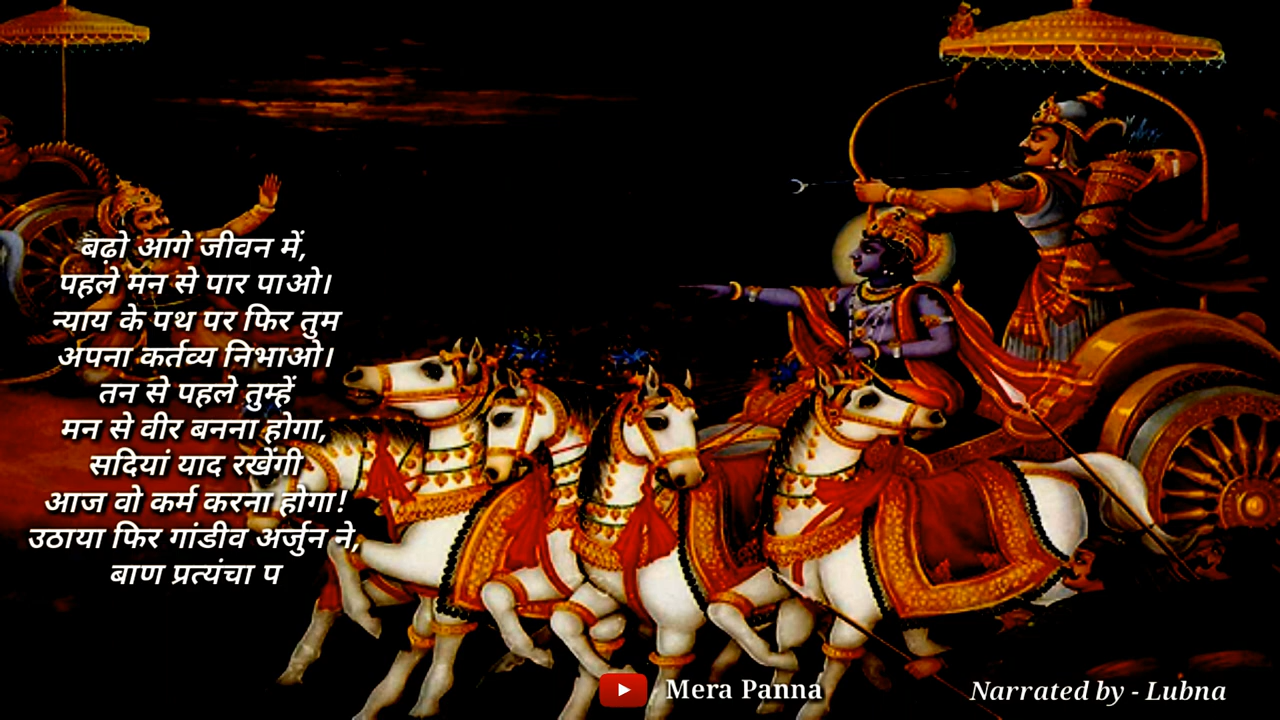 बढ़ो आगे जीवन में,
पहले मन से पार पाओ।
न्याय के पथ पर फिर तुम
अपना कर्तव्य निभाओ।
तन से पहले तुम्हें
मन से वीर बनना होगा,
सदियां याद रखेंगी
आज वो कर्म करना होगा!
उठाया फिर गांडीव अर्जुन ने,
बाण प्रत्यंचा प
Mera Panna
Narrated by - Lubna